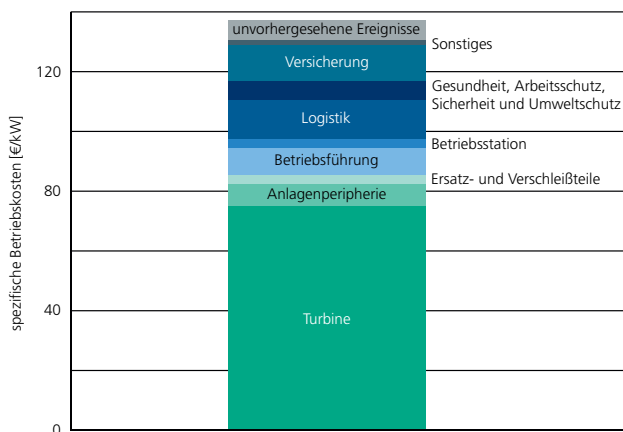 unvorhergesehene Ereignisse
Sonstiges
Versicherung
120
Gesundheit, Arbeitsschutz,
Sicherheit und Umweltschutz
Logistik
Betriebsstation
Betriebsführung
Ersatz- und Verschleißteile
80
Anlagenperipherie
spezifische Betriebskosten [€/kW]
40
Turbine
0